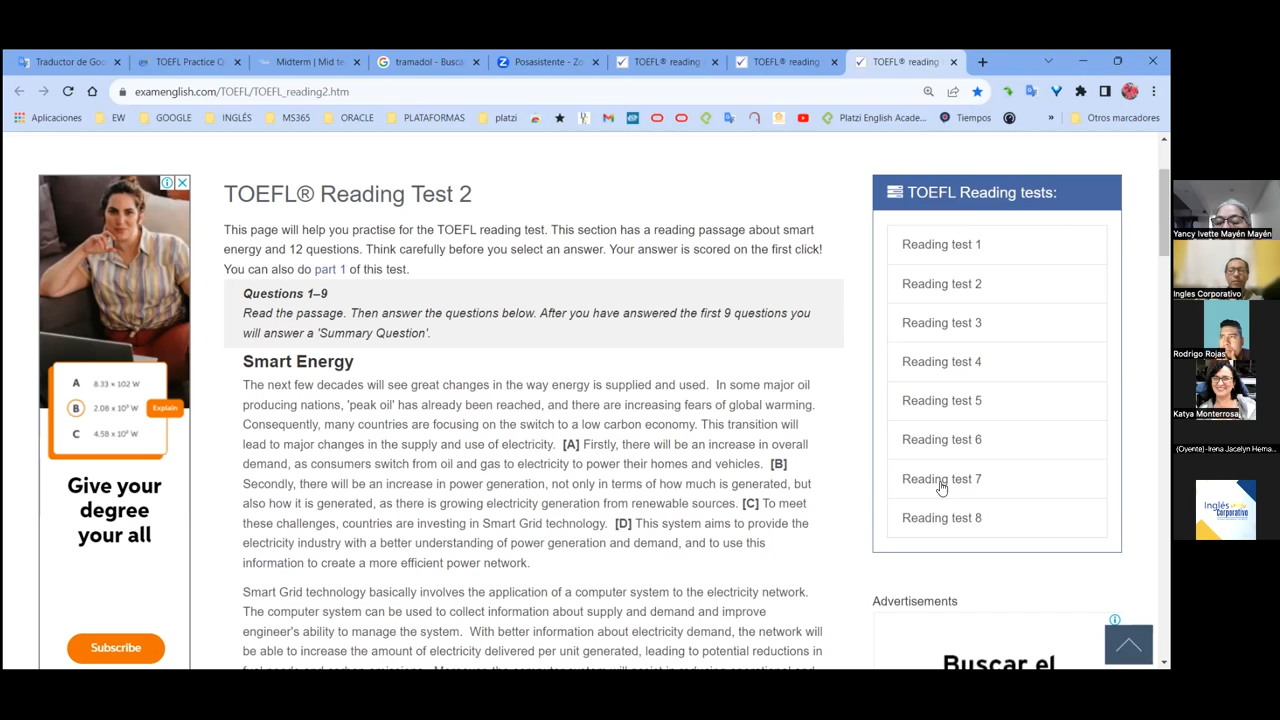 Traductor de Goo
TOEFL Practice Q
Midterm | Mid te
tramadol - Busca
Posasistente - Zo
TOEFL® reading
TOEFL® reading
TOEFL® reading
examenglish.com/TOEFL/TOEFL_reading2.htm
Aplicaciones
EW
GOOGLE
INGLÉS
MS365
ORACLE
PLATAFORMAS
platzi
Platzi English Acade...
Tiempos
»
Otros marcadores
TOEFL® Reading Test 2
This page will help you practise for the TOEFL reading test. This section has a reading passage about smart
energy and 12 questions. Think carefully before you select an answer. Your answer is scored on the first click!
You can also do part 1 of this test.
Questions 1–9
Read the passage. Then answer the questions below. After you have answered the first 9 questions you
will answer a 'Summary Question'.
Smart Energy
The next few decades will see great changes in the way energy is supplied and used. In some major oil
producing nations, 'peak oil' has already been reached, and there are increasing fears of global warming.
Consequently, many countries are focusing on the switch to a low carbon economy. This transition will
lead to major changes in the supply and use of electricity. [A] Firstly, there will be an increase in overall
demand, as consumers switch from oil and gas to electricity to power their homes and vehicles. [B]
Secondly, there will be an increase in power generation, not only in terms of how much is generated, but
also how it is generated, as there is growing electricity generation from renewable sources. [C] To meet
these challenges, countries are investing in Smart Grid technology. [D] This system aims to provide the
electricity industry with a better understanding of power generation and demand, and to use this
information to create a more efficient power network.
Smart Grid technology basically involves the application of a computer system to the electricity network.
The computer system can be used to collect information about supply and demand and improve
engineer's ability to manage the system. With better information about electricity demand, the network will
be able to increase the amount of electricity delivered per unit generated, leading to potential reductions in
A 8.33 × 102 W
B 2.08 × 10⁵ W
Explain
C
Give your
degree
your all
Subscribe
TOEFL Reading tests:
Reading test 1
Reading test 2
Reading test 3
Reading test 4
Reading test 5
Reading test 6
Reading test 7
Reading test 8
Advertisements
Buscar el
Yancy Ivette Mayén Mayén
Ingles Corporativo
Rodrigo Rojas
Katya Monterrosa
(Oyente) -Irena Jacelyn Herna...
Inglés
Corporativo